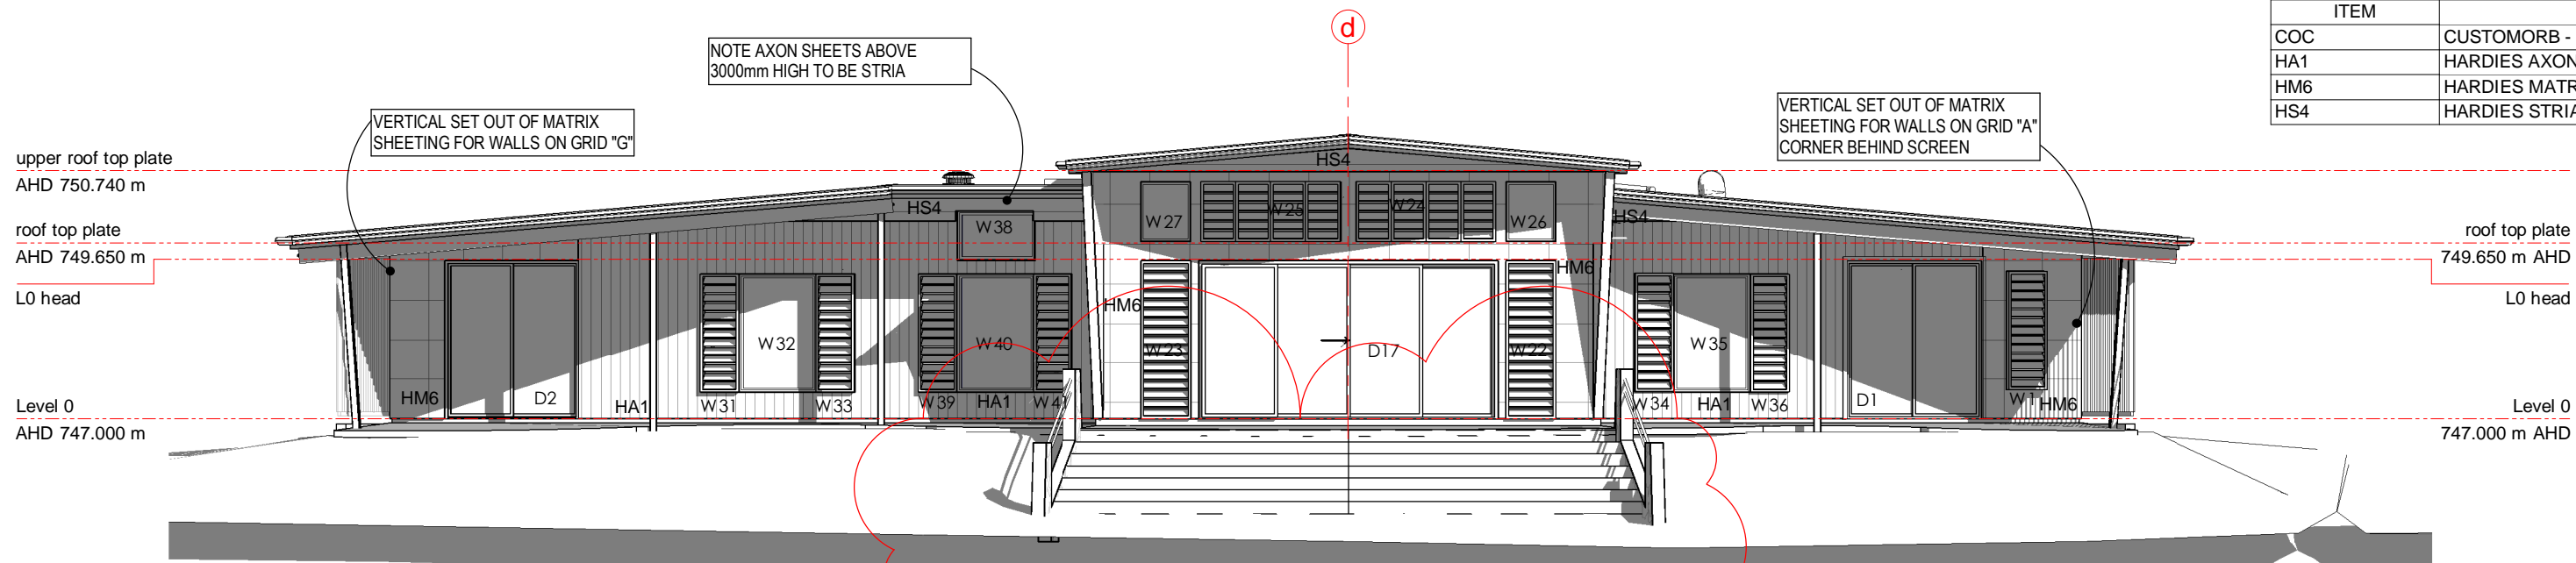 d
ITEM
COC CUSTOMORB -
HA1 HARDIES AXON
HM6 HARDIES MATR
HS4 HARDIES STRIA
NOTE AXON SHEETS ABOVE
3000mm HIGH TO BE STRIA
VERTICAL SET OUT OF MATRIX
SHEETING FOR WALLS ON GRID "G"
VERTICAL SET OUT OF MATRIX
SHEETING FOR WALLS ON GRID "A"
CORNER BEHIND SCREEN
upper roof top plate
AHD 750.740 m
roof top plate
AHD 749.650 m
L0 head
Level 0
AHD 747.000 m
roof top plate
749.650 m AHD
L0 head
Level 0
747.000 m AHD
HS4
HS4
HS4
W38
W27
W25
W24
W26
HM6
HM6
W32
W40
W23
D17
W22
W35
HM6
D2
HA1
W31
W33
W39
HA1
W34
HA1
W36
D1
W1
HM6